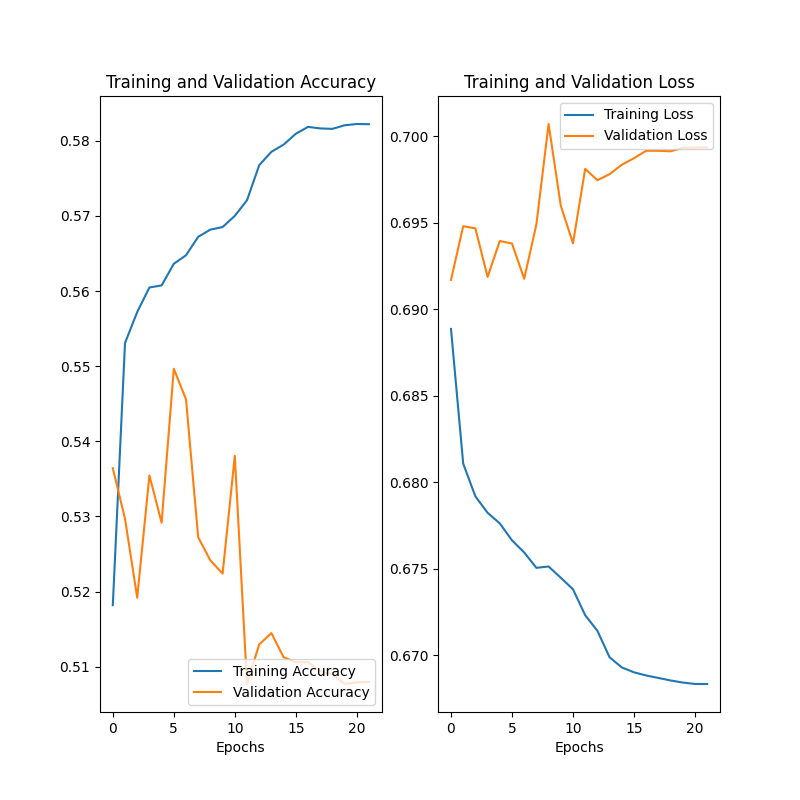 Training and Validation Accuracy
0.58
0.57
0.56
0.55
0.54
0.53
0.52
0.51
Training Accuracy
Validation Accuracy
0 5 10 15 20
Epochs
Training and Validation Loss
Training Loss
Validation Loss
0.700
0.695
0.690
0.685
0.680
0.675
0.670
0 5 10 15 20
Epochs